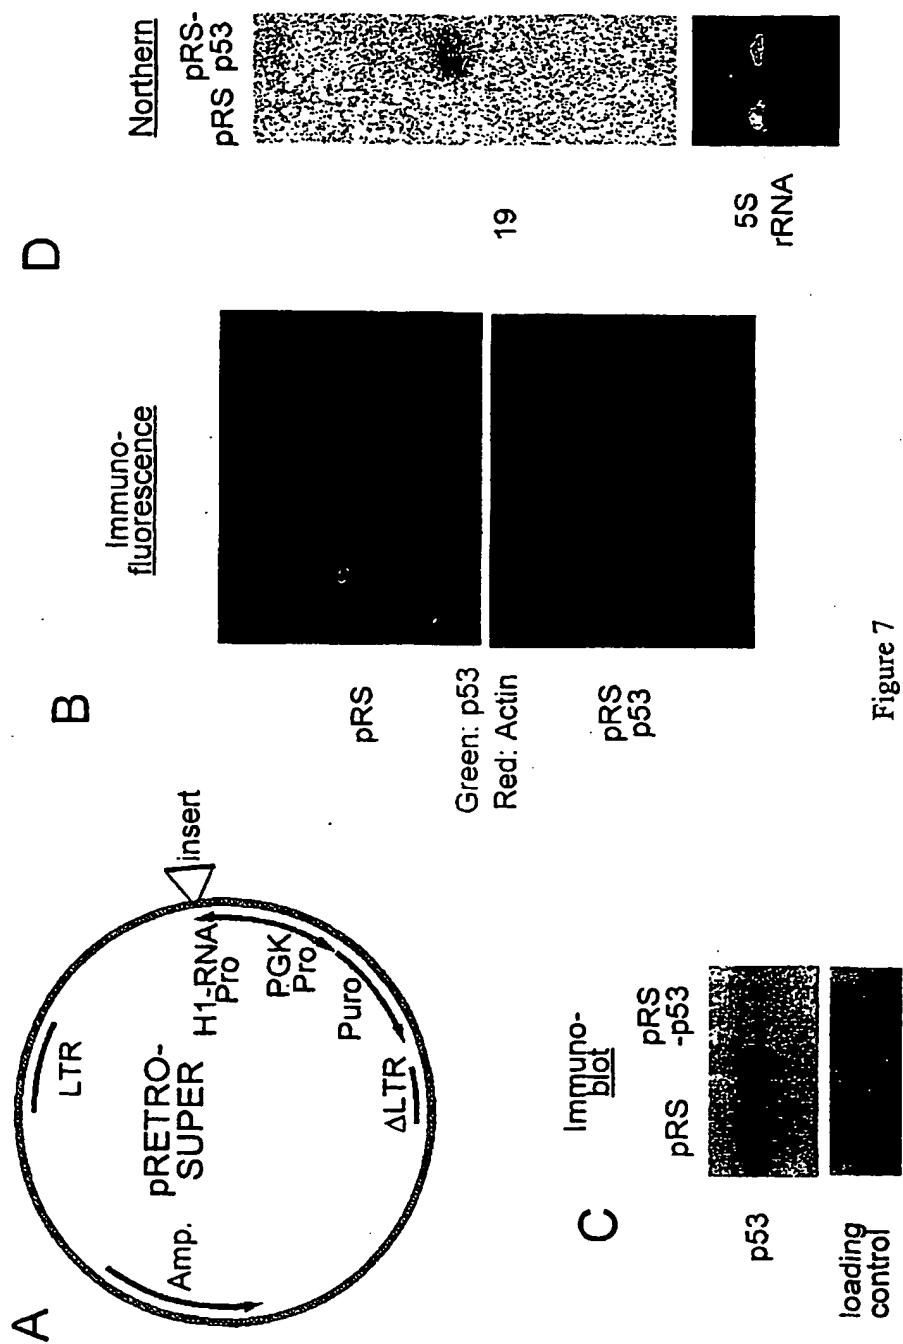 A
Amp.
LTR
pRETRO-
SUPER
H1-RNA
Pro
insert
PGK
Pro
Puro
ΔLTR
B
Immuno-
fluorescence
pRS
Green: p53
Red: Actin
pRS
p53
C
Immuno-
blot
pRS
pRS
-p53
p53
loading
control
D
Northern
pRS
pRS-
p53
19
5S
rRNA
Figure 7